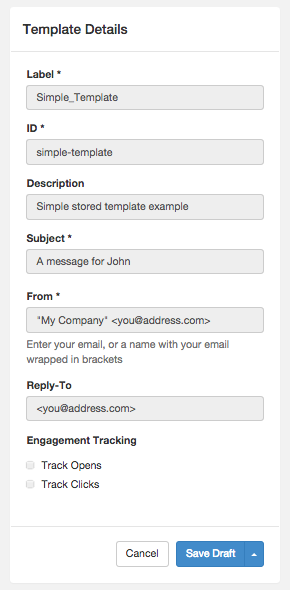 Template Details
Label *
Simple_Template
ID *
simple-template
Description
Simple stored template example
Subject *
A message for John
From *
"My Company" <you@address.com>
Enter your email, or a name with your email
wrapped in brackets
Reply-To
<you@address.com>
Engagement Tracking
Track Opens
Track Clicks
Cancel Save Draft